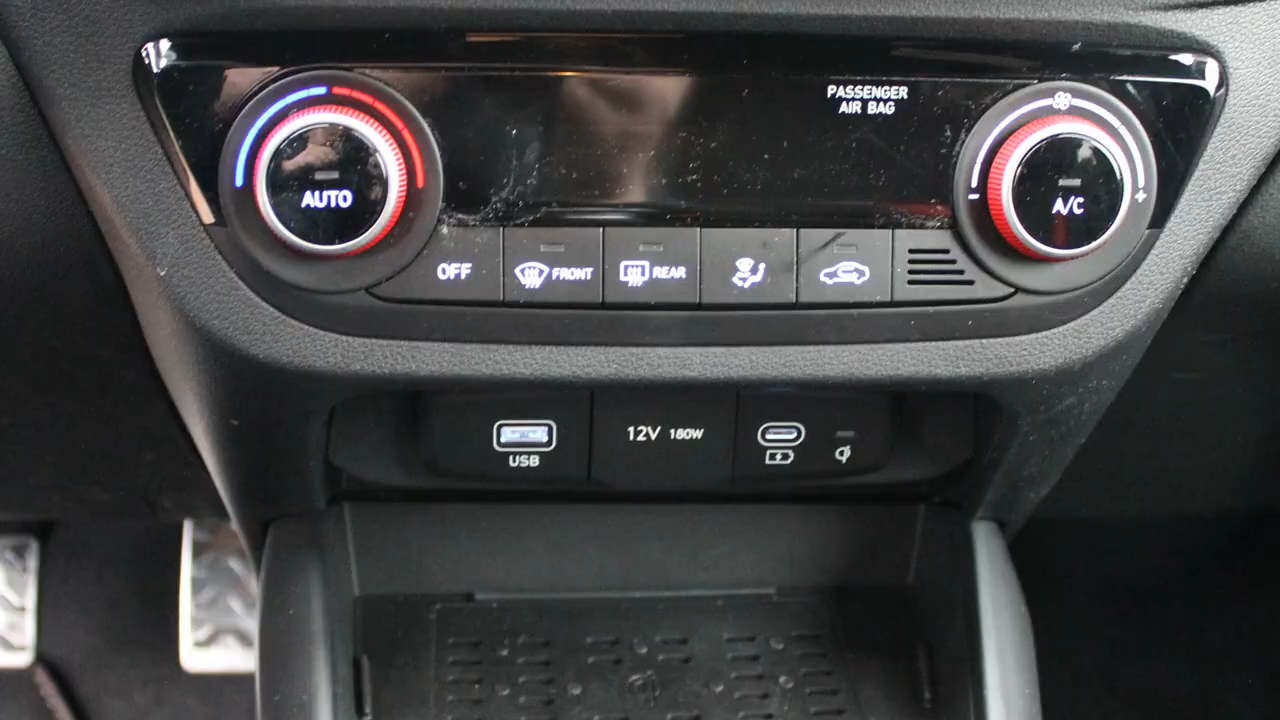 PASSENGER
AIR BAG
AUTO
- +
A/C
OFF
FRONT
REAR
12V 180W
USB